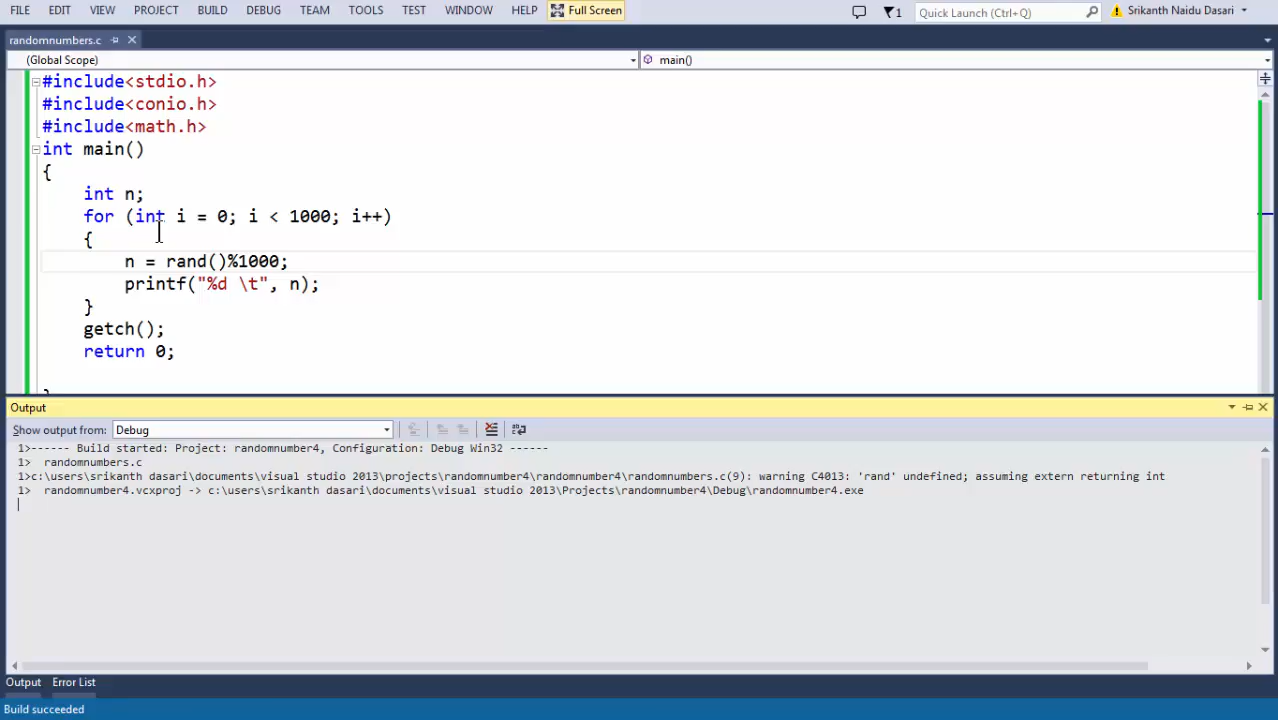 FILE EDIT VIEW PROJECT BUILD DEBUG TEAM TOOLS TEST WINDOW HELP Full Screen 1 Quick Launch (Ctrl+Q) Srikanth Naidu Dasari
randomnumbers.c
(Global Scope) main()
#include<stdio.h>
#include<conio.h>
#include<math.h>
int main()
{
int n;
for (int i = 0; i < 1000; i++)
{
n = rand()%1000;
printf("%d \t", n);
}
getch();
return 0;
Output
Show output from: Debug
1>------ Build started: Project: randomnumber4, Configuration: Debug Win32 ------
1> randomnumbers.c
1>c:\users\srikanth dasari\documents\visual studio 2013\projects\randomnumber4\randomnumber4\randomnumbers.c(9): warning C4013: 'rand' undefined; assuming extern returning int
1> randomnumber4.vcxproj -> c:\users\srikanth dasari\documents\visual studio 2013\Projects\randomnumber4\Debug\randomnumber4.exe
Output Error List
Build succeeded